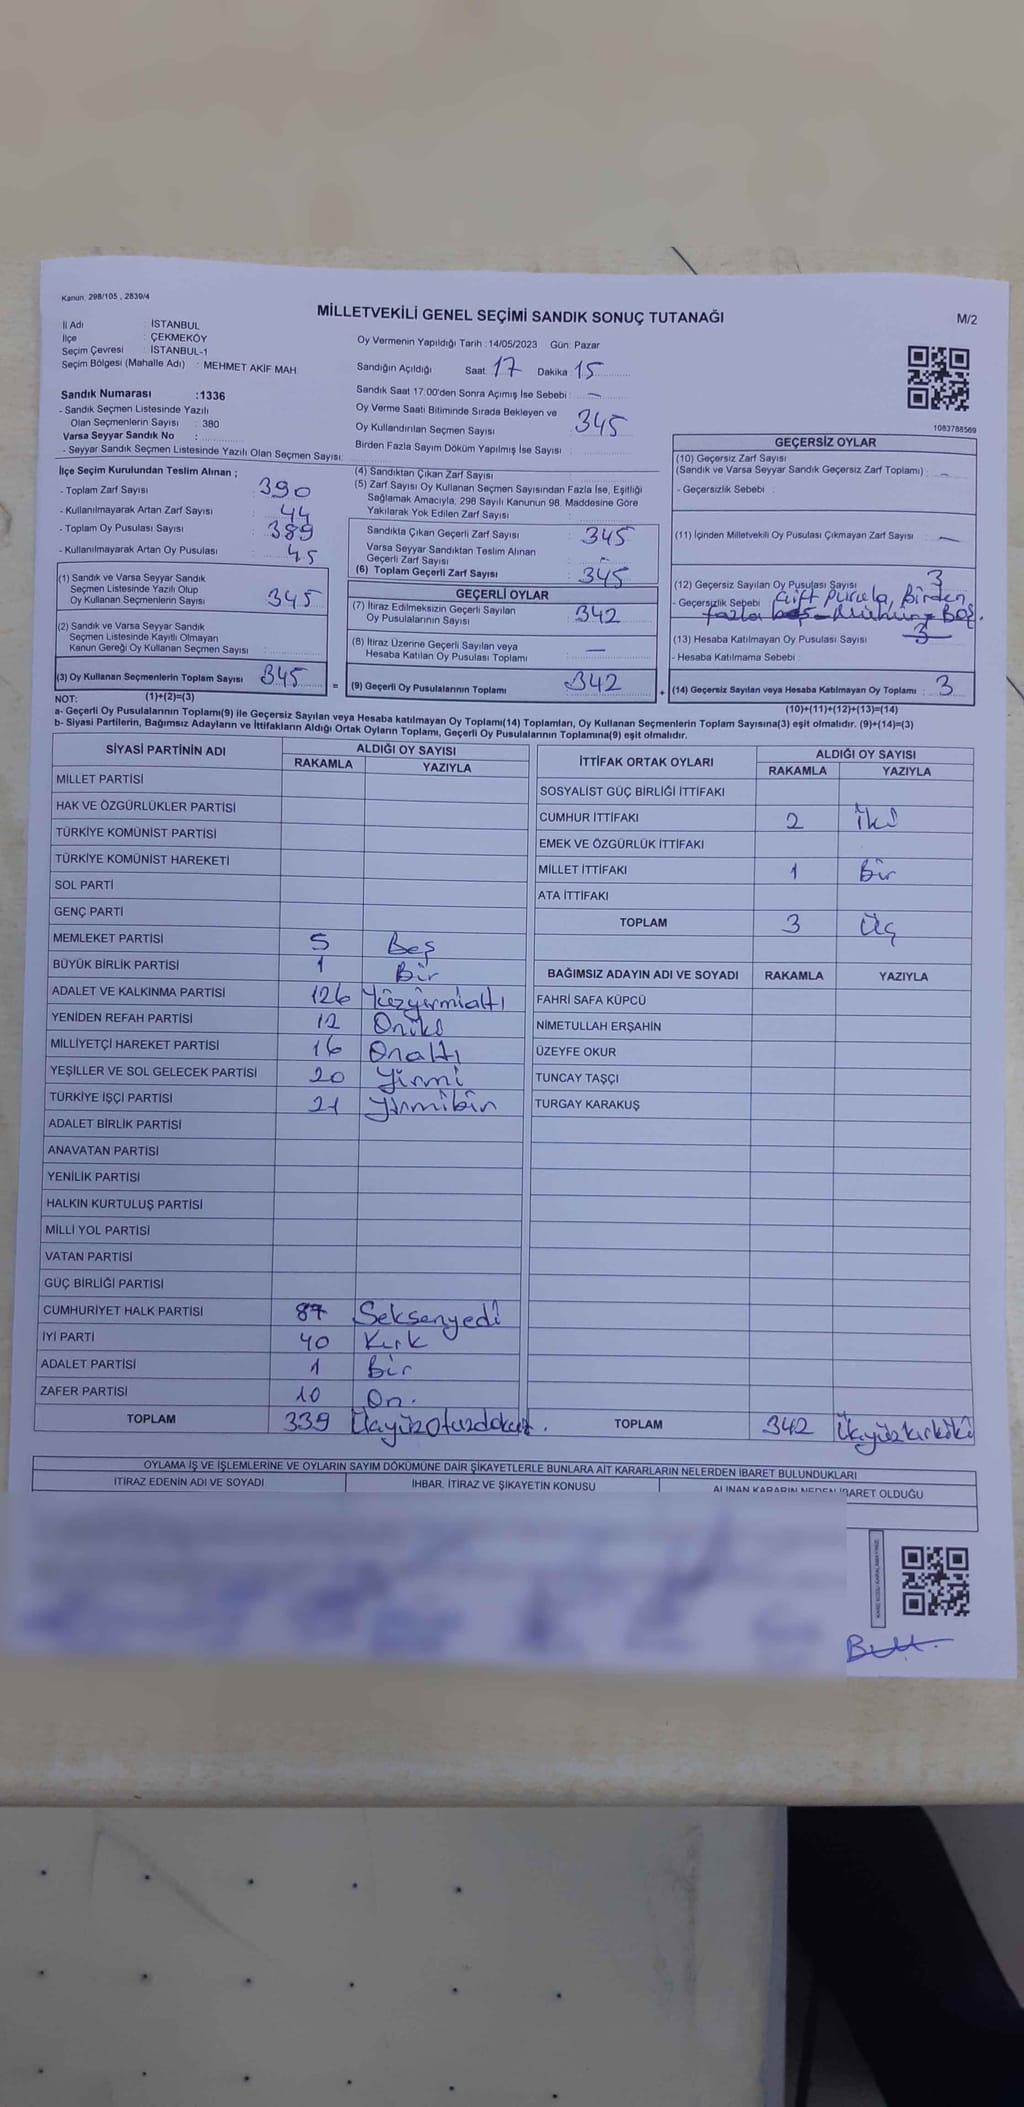 Kanun, 298/105 , 2839/4
MİLLETVEKİLİ GENEL SEÇİMİ SANDIK SONUÇ TUTANAĞI
M/2
İl Adı : İSTANBUL
İlçe : ÇEKMEKÖY
Seçim Çevresi : İSTANBUL-1
Seçim Bölgesi (Mahalle Adı) : MEHMET AKİF MAH
Sandık Numarası :1336
- Sandık Seçmen Listesinde Yazılı
Olan Seçmenlerin Sayısı : 380
Varsa Seyyar Sandık No :
- Seyyar Sandık Seçmen Listesinde Yazılı Olan Seçmen Sayısı:
Oy Vermenin Yapıldığı Tarih :14/05/2023 Gün: Pazar
Sandığın Açıldığı Saat 17 Dakika 15
Sandık Saat 17:00'den Sonra Açımış İse Sebebi : —
Oy Verme Saati Bitiminde Sırada Bekleyen ve
Oy Kullandırılan Seçmen Sayısı 345
Birden Fazla Sayım Döküm Yapılmış İse Sayısı :
1083788569
İlçe Seçim Kurulundan Teslim Alınan ;
- Toplam Zarf Sayısı 390
- Kullanılmayarak Artan Zarf Sayısı 44
- Toplam Oy Pusulası Sayısı 389
- Kullanılmayarak Artan Oy Pusulası 45
(1) Sandık ve Varsa Seyyar Sandık
Seçmen Listesinde Yazılı Olup
Oy Kullanan Seçmenlerin Sayısı 345
(2) Sandık ve Varsa Seyyar Sandık
Seçmen Listesinde Kayıtlı Olmayan
Kanun Gereği Oy Kullanan Seçmen Sayısı
(3) Oy Kullanan Seçmenlerin Toplam Sayısı 345
(1)+(2)=(3)
(4) Sandıktan Çıkan Zarf Sayısı
(5) Zarf Sayısı Oy Kullanan Seçmen Sayısından Fazla İse, Eşitliği
Sağlamak Amacıyla, 298 Sayılı Kanunun 98. Maddesine Göre
Yakılarak Yok Edilen Zarf Sayısı
Sandıkta Çıkan Geçerli Zarf Sayısı 345
Varsa Seyyar Sandıktan Teslim Alınan
Geçerli Zarf Sayısı –
(6) Toplam Geçerli Zarf Sayısı 345
GEÇERLİ OYLAR
(7) İtiraz Edilmeksizin Geçerli Sayılan
Oy Pusulalarının Sayısı 342
(8) İtiraz Üzerine Geçerli Sayılan veya
Hesaba Katılan Oy Pusulası Toplamı —
= (9) Geçerli Oy Pusulalarının Toplamı 342
GEÇERSİZ OYLAR
(10) Geçersiz Zarf Sayısı
(Sandık ve Varsa Seyyar Sandık Geçersiz Zarf Toplamı) : —
- Geçersizlik Sebebi :
(11) İçinden Milletvekili Oy Pusulası Çıkmayan Zarf Sayısı —
(12) Geçersiz Sayılan Oy Pusulası Sayısı 3
- Geçersizlik Sebebi Çift Pusula, Birden
fazla Mühür, Boş.
(13) Hesaba Katılmayan Oy Pusulası Sayısı 3
- Hesaba Katılmama Sebebi :
+ (14) Geçersiz Sayılan veya Hesaba Katılmayan Oy Toplamı : 3
(10)+(11)+(12)+(13)=(14)
NOT:
a- Geçerli Oy Pusulalarının Toplamı(9) ile Geçersiz Sayılan veya Hesaba katılmayan Oy Toplamı(14) Toplamları, Oy Kullanan Seçmenlerin Toplam Sayısına(3) eşit olmalıdır. (9)+(14)=(3)
b- Siyasi Partilerin, Bağımsız Adayların ve İttifakların Aldığı Ortak Oyların Toplamı, Geçerli Oy Pusulalarının Toplamına(9) eşit olmalıdır.
SİYASİ PARTİNİN ADI ALDIĞI OY SAYISI
RAKAMLA YAZIYLA
MİLLET PARTİSİ
HAK VE ÖZGÜRLÜKLER PARTİSİ
TÜRKİYE KOMÜNİST PARTİSİ
TÜRKİYE KOMÜNİST HAREKETİ
SOL PARTİ
GENÇ PARTİ
MEMLEKET PARTİSİ 5 Beş
BÜYÜK BİRLİK PARTİSİ 1 Bir
ADALET VE KALKINMA PARTİSİ 126 Yüzyirmialtı
YENİDEN REFAH PARTİSİ 12 Oniki
MİLLİYETÇİ HAREKET PARTİSİ 16 Onaltı
YEŞİLLER VE SOL GELECEK PARTİSİ 20 Yirmi
TÜRKİYE İŞÇİ PARTİSİ 21 Yirmibir
ADALET BİRLİK PARTİSİ
ANAVATAN PARTİSİ
YENİLİK PARTİSİ
HALKIN KURTULUŞ PARTİSİ
MİLLİ YOL PARTİSİ
VATAN PARTİSİ
GÜÇ BİRLİĞİ PARTİSİ
CUMHURİYET HALK PARTİSİ 87 Seksenyedi
İYİ PARTİ 40 Kırk
ADALET PARTİSİ 1 Bir
ZAFER PARTİSİ 10 On.
TOPLAM 339 Üçyüzotuzdokuz.
İTTİFAK ORTAK OYLARI ALDIĞI OY SAYISI
RAKAMLA YAZIYLA
SOSYALİST GÜÇ BİRLİĞİ İTTİFAKI
CUMHUR İTTİFAKI 2 İki
EMEK VE ÖZGÜRLÜK İTTİFAKI
MİLLET İTTİFAKI 1 Bir
ATA İTTİFAKI
TOPLAM 3 Üç
BAĞIMSIZ ADAYIN ADI VE SOYADI RAKAMLA YAZIYLA
FAHRİ SAFA KÜPCÜ
NİMETULLAH ERŞAHİN
ÜZEYFE OKUR
TUNCAY TAŞÇI
TURGAY KARAKUŞ
TOPLAM 342 Üçyüzkırkiki
OYLAMA İŞ VE İŞLEMLERİNE VE OYLARIN SAYIM DÖKÜMÜNE DAİR ŞİKAYETLERLE BUNLARA AİT KARARLARIN NELERDEN İBARET BULUNDUKLARI
İTİRAZ EDENİN ADI VE SOYADI İHBAR, İTİRAZ VE ŞİKAYETİN KONUSU ALINAN KARARIN NEDEN İBARET OLDUĞU